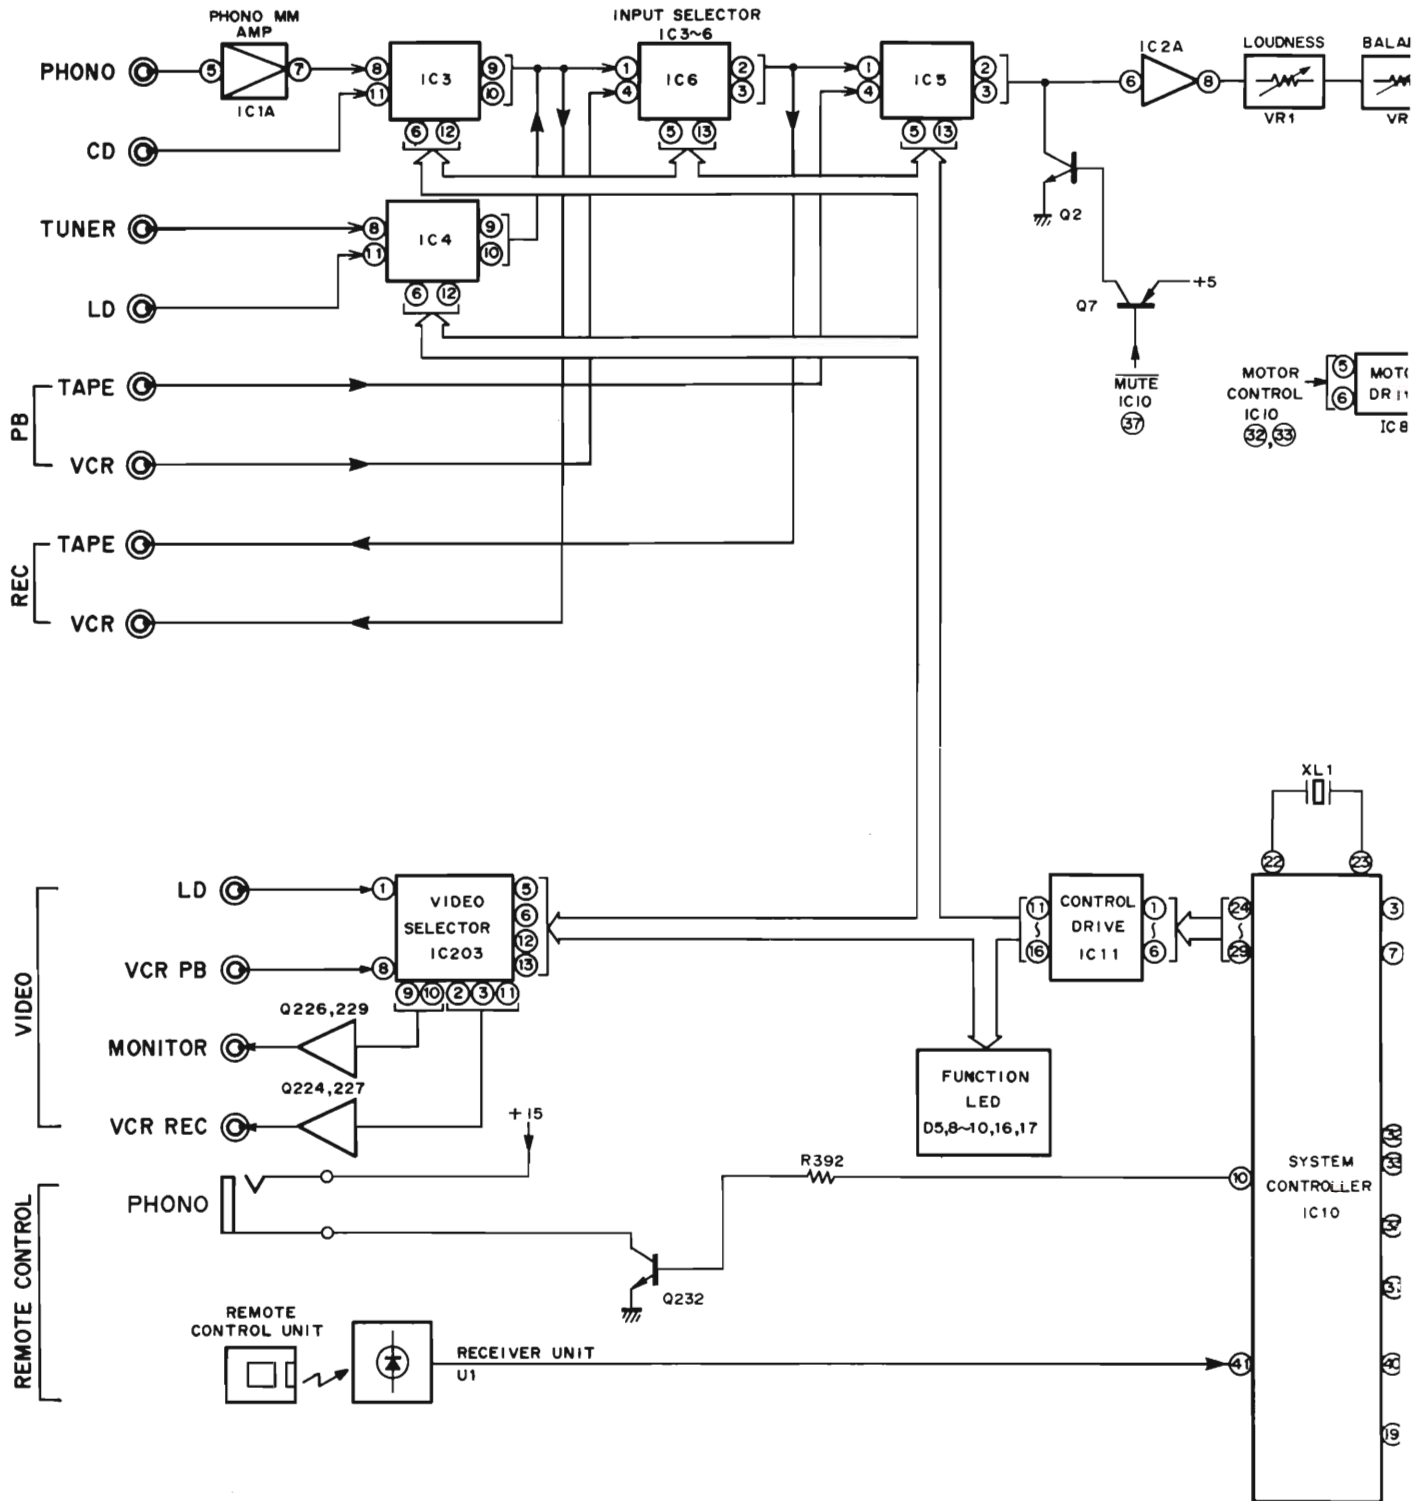 PHONO MM
AMP
INPUT SELECTOR
IC3~6
PHONO
5
7
IC1A
8
11
IC3
9
10
6
12
1
4
IC6
2
3
5
13
1
4
IC5
2
3
5
13
IC2A
6
8
LOUDNESS
VR1
CD
TUNER
LD
8
11
IC4
9
10
6
12
Q2
Q7
+5
MUTE
IC10
37
MOTOR
CONTROL
IC10
32,33
5
6
IC8
PB
TAPE
VCR
REC
TAPE
VCR
XL1
22
23
VIDEO
LD
VCR PB
MONITOR
VCR REC
1
8
VIDEO
SELECTOR
IC203
5
6
12
13
9
10
2
3
11
Q226,229
Q224,227
+15
11
~
16
CONTROL
DRIVE
IC11
1
~
6
24
~
29
3
7
FUNCTION
LED
D5,8~10,16,17
SYSTEM
CONTROLLER
IC10
32
33
37
40
19
10
41
R392
REMOTE CONTROL
PHONO
Q232
REMOTE
CONTROL UNIT
RECEIVER UNIT
U1